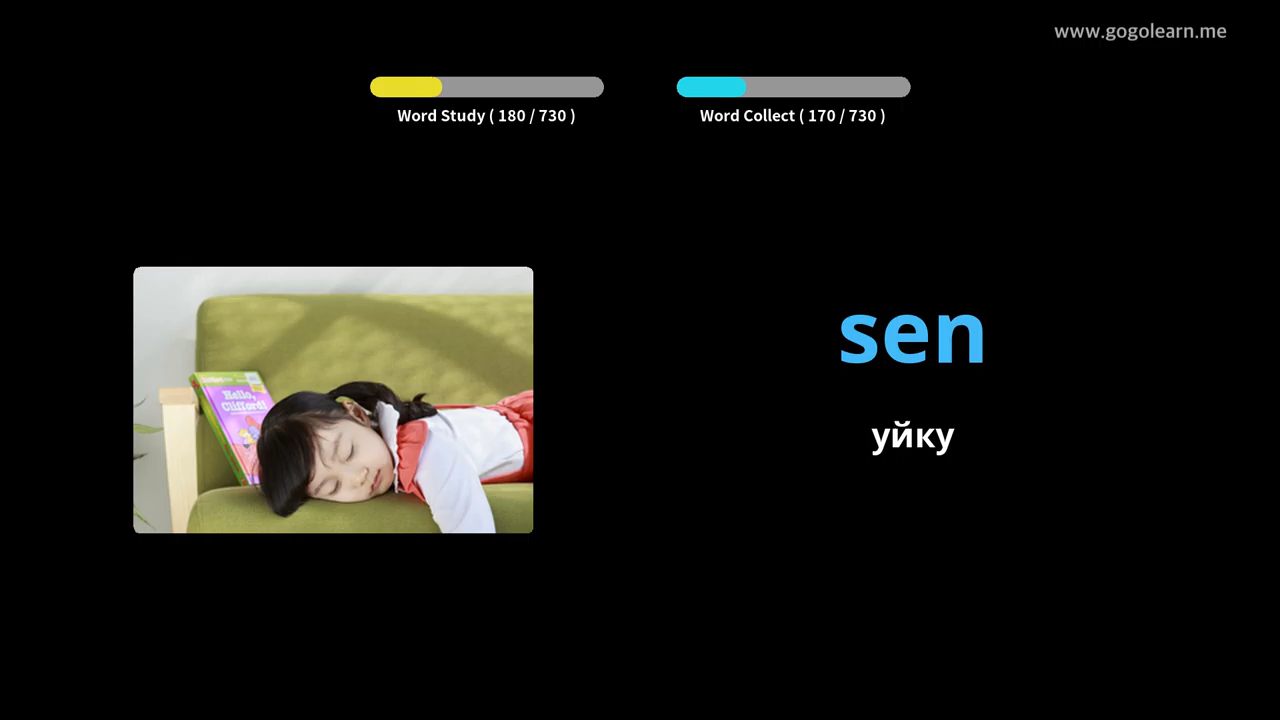 www.gogolearn.me
Word Study ( 180 / 730 )
Word Collect ( 170 / 730 )
Hello,
Clifford!
sen
уйку